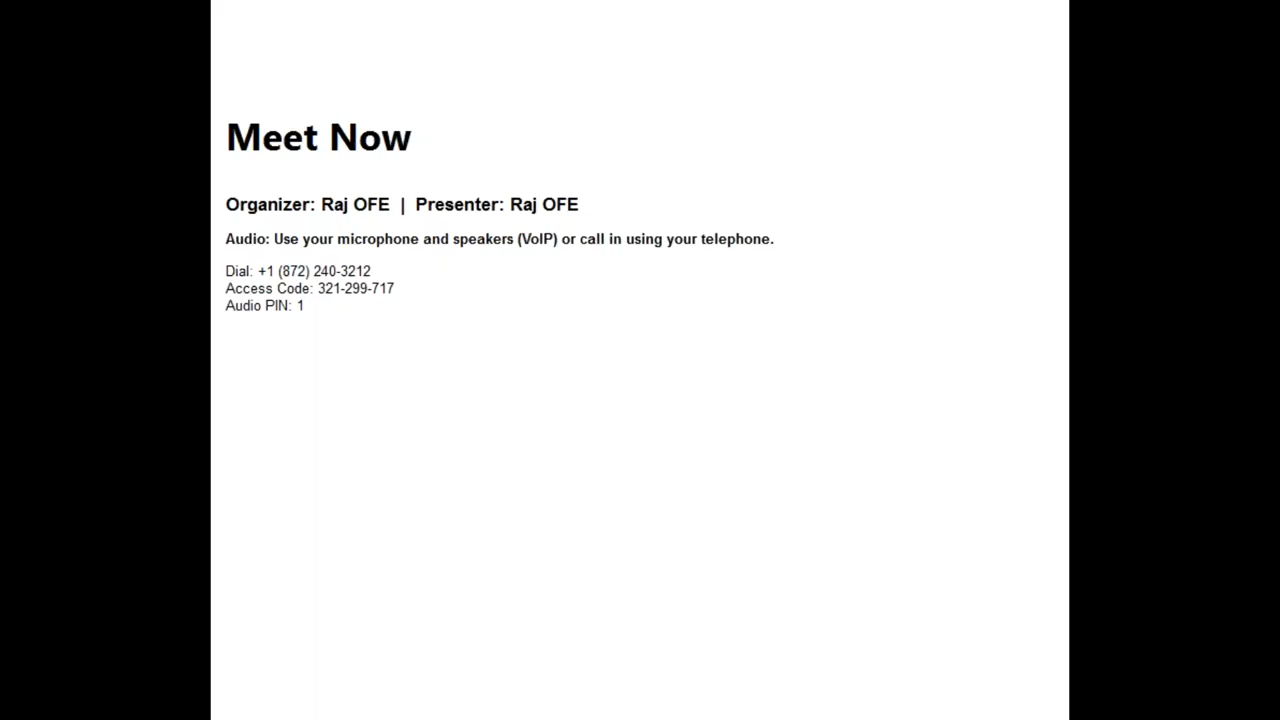 Meet Now
Organizer: Raj OFE | Presenter: Raj OFE
Audio: Use your microphone and speakers (VoIP) or call in using your telephone.
Dial: +1 (872) 240-3212
Access Code: 321-299-717
Audio PIN: 1